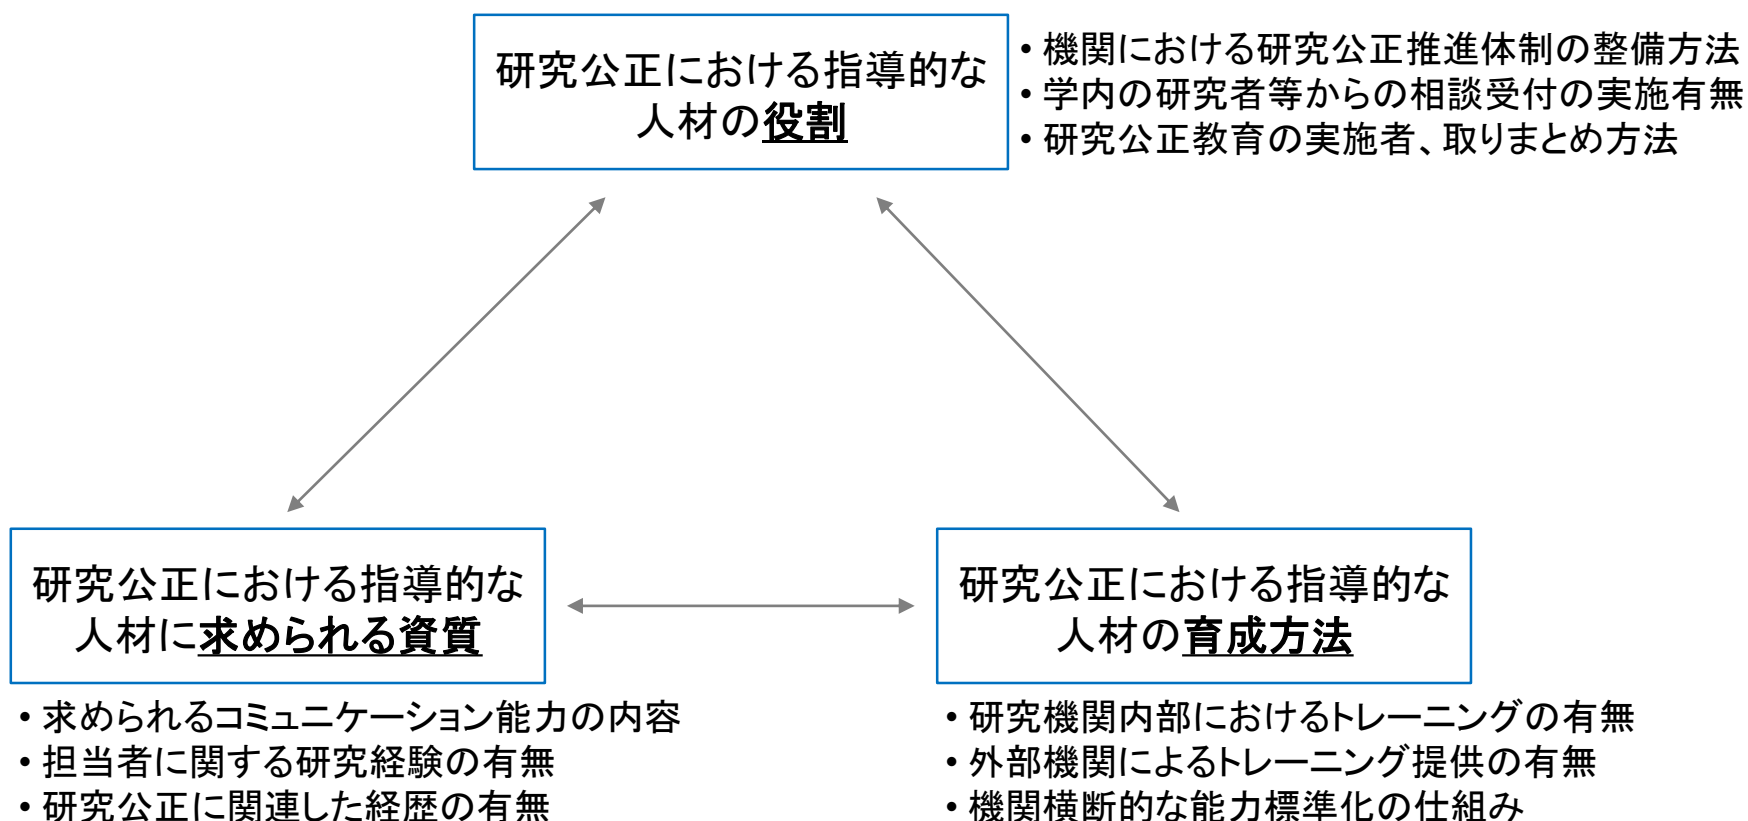 研究公正における指導的な
人材の役割
• 機関における研究公正推進体制の整備方法
• 学内の研究者等からの相談受付の実施有無
• 研究公正教育の実施者、取りまとめ方法
研究公正における指導的な
人材に求められる資質
• 求められるコミュニケーション能力の内容
• 担当者に関する研究経験の有無
• 研究公正に関連した経歴の有無
研究公正における指導的な
人材の育成方法
• 研究機関内部におけるトレーニングの有無
• 外部機関によるトレーニング提供の有無
• 機関横断的な能力標準化の仕組み